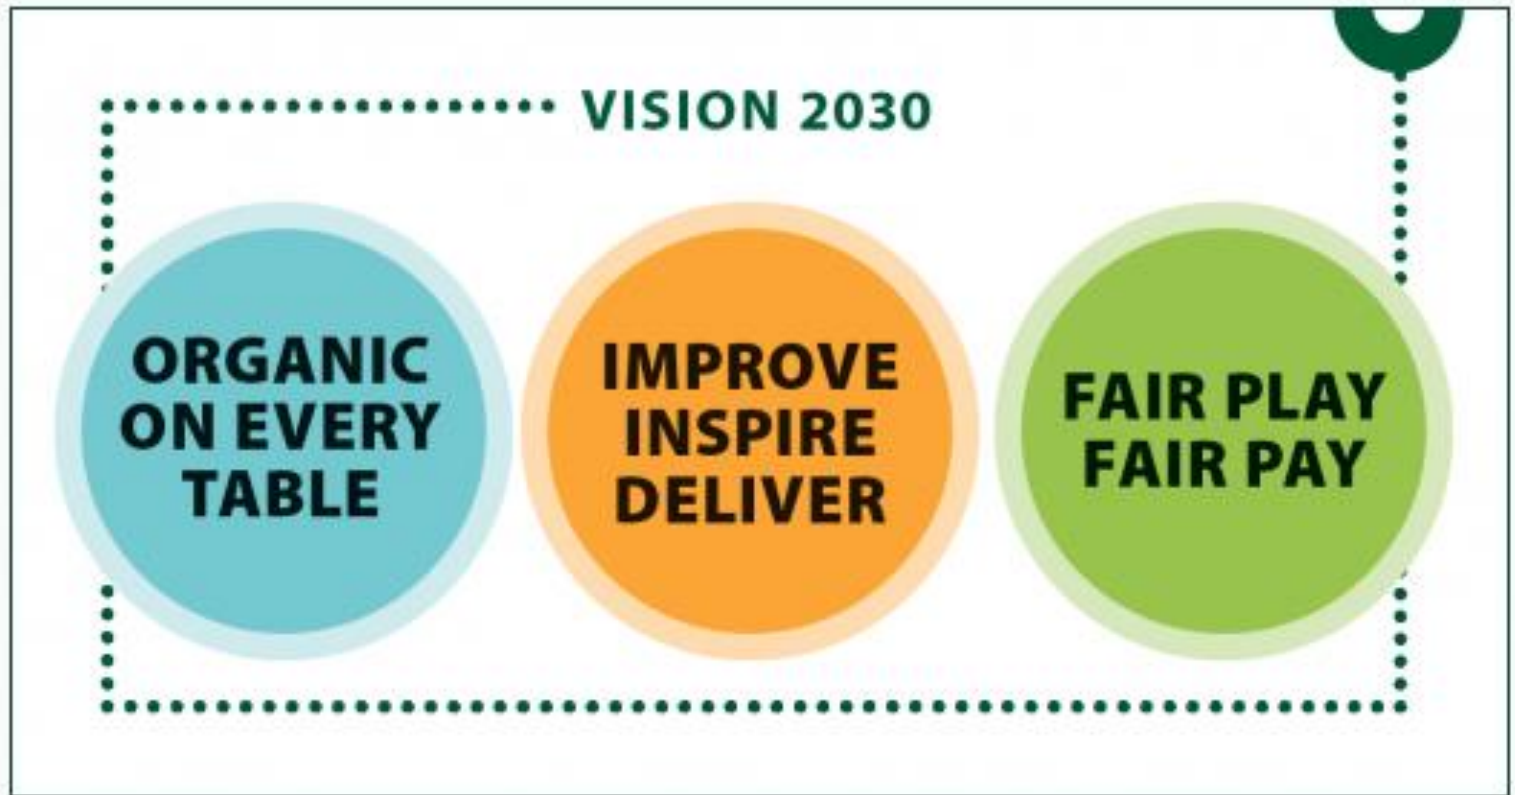 VISION 2030
ORGANIC
ON EVERY
TABLE
IMPROVE
INSPIRE
DELIVER
FAIR PLAY
FAIR PAY